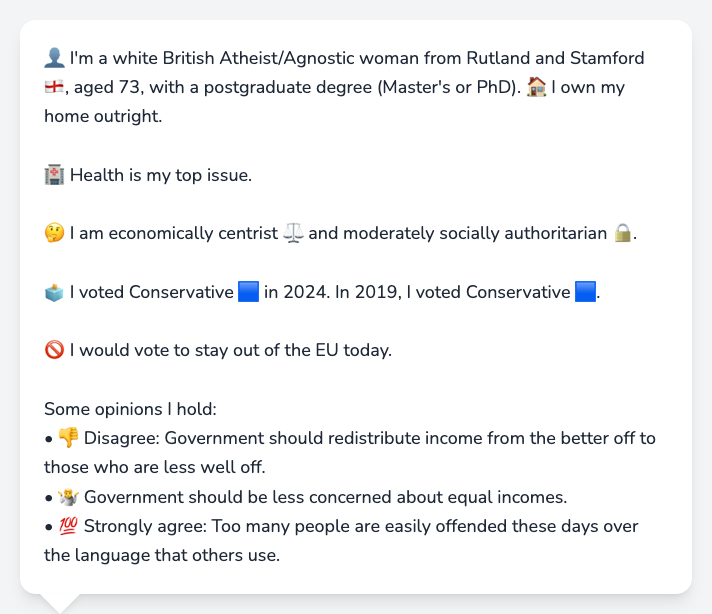 👤 I'm a white British Atheist/Agnostic woman from Rutland and Stamford
🏴󠁧󠁢󠁥󠁮󠁧󠁿, aged 73, with a postgraduate degree (Master's or PhD). 🏠 I own my
home outright.
🏥 Health is my top issue.
🤔 I am economically centrist ⚖️ and moderately socially authoritarian 🔒.
🗳️ I voted Conservative 🟦 in 2024. In 2019, I voted Conservative 🟦.
🚫 I would vote to stay out of the EU today.
Some opinions I hold:
• 👎 Disagree: Government should redistribute income from the better off to
those who are less well off.
• 🤷 Government should be less concerned about equal incomes.
• 💯 Strongly agree: Too many people are easily offended these days over
the language that others use.